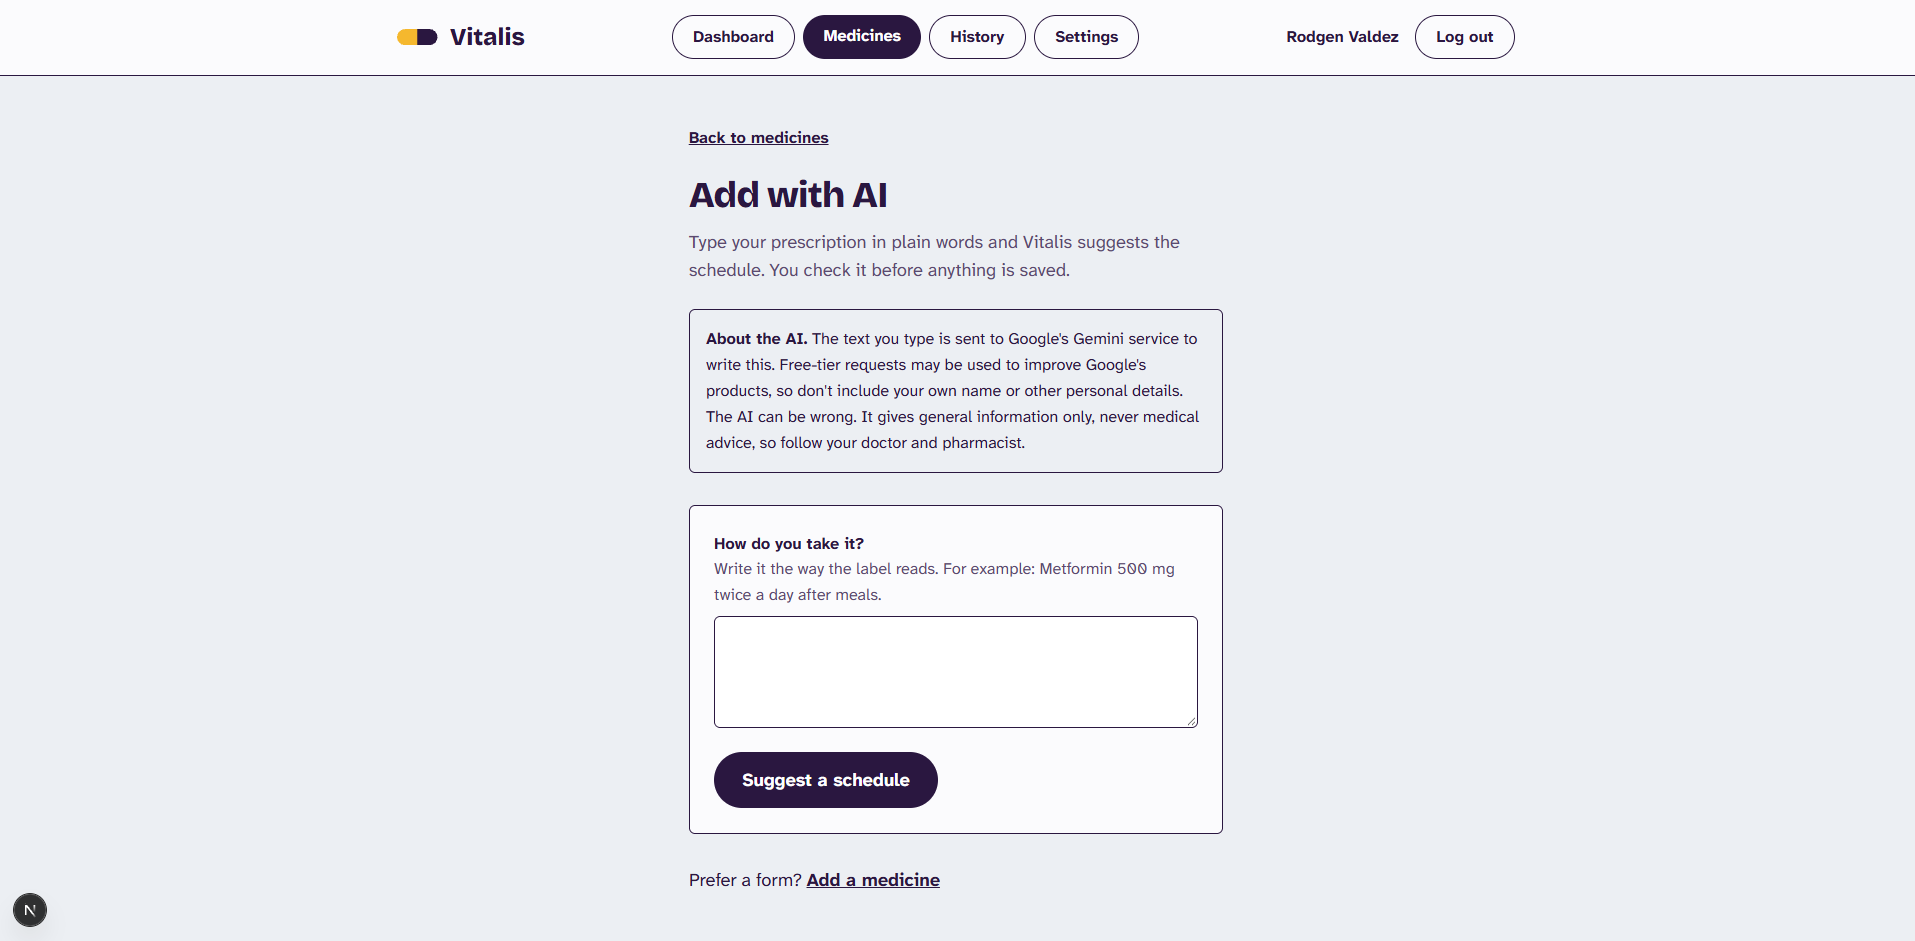 Vitalis
Dashboard
Medicines
History
Settings
Rodgen Valdez
Log out
Back to medicines
Add with AI
Type your prescription in plain words and Vitalis suggests the
schedule. You check it before anything is saved.
About the AI. The text you type is sent to Google's Gemini service to
write this. Free-tier requests may be used to improve Google's
products, so don't include your own name or other personal details.
The AI can be wrong. It gives general information only, never medical
advice, so follow your doctor and pharmacist.
How do you take it?
Write it the way the label reads. For example: Metformin 500 mg
twice a day after meals.
Suggest a schedule
Prefer a form? Add a medicine
N